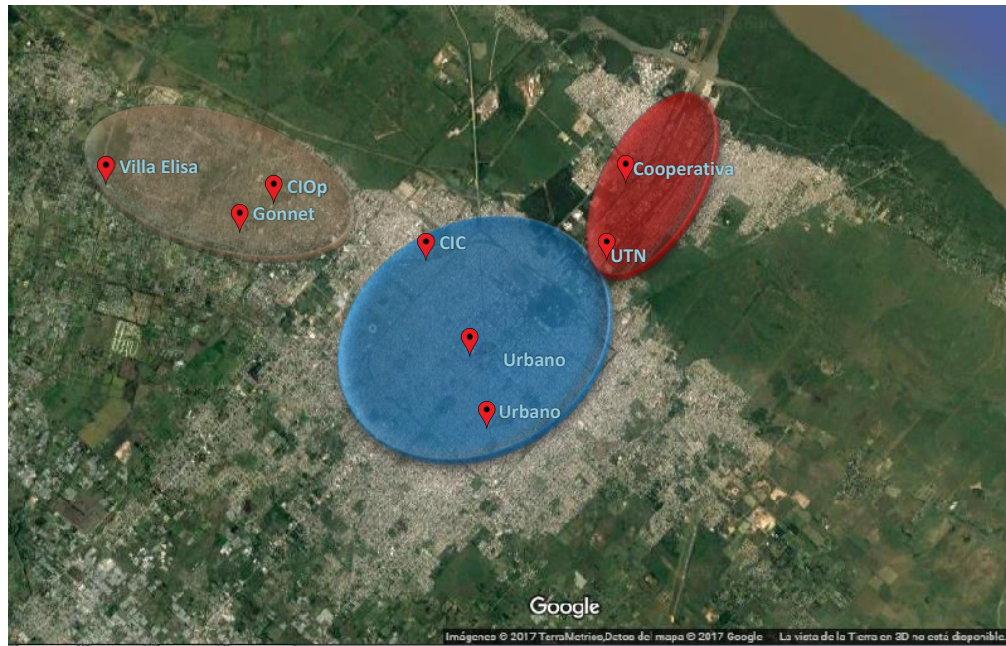 Villa Elisa
CIOp
Gonnet
Cooperativa
CIC
UTN
Urbano
Urbano
Google
Imágenes © 2017 TerraMetrics,Datos del mapa © 2017 Google La vista de la Tierra en 3D no está disponible.